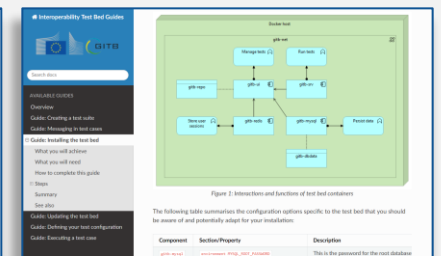 Interoperability Test Bed Guides
GITB
Search docs
AVAILABLE GUIDES
Overview
Guide: Creating a test suite
Guide: Messaging in test cases
Guide: Installing the test bed
What you will achieve
What you will need
How to complete this guide
Steps
Summary
See also
Guide: Updating the test bed
Guide: Defining your test configuration
Guide: Executing a test case
Docker host
gitb-net
Manage tests
Run tests
gitb-repo
gitb-ui
gitb-srv
Store user
sessions
gitb-redis
gitb-mysql
Persist data
gitb-dbdata
Figure 1: Interactions and functions of test bed containers
The following table summarises the configuration options specific to the test bed that you should
be aware of and potentially adapt for your installation:
Component Section/Property Description
gitb-mysql environment MYSQL_ROOT_PASSWORD This is the password for the root database